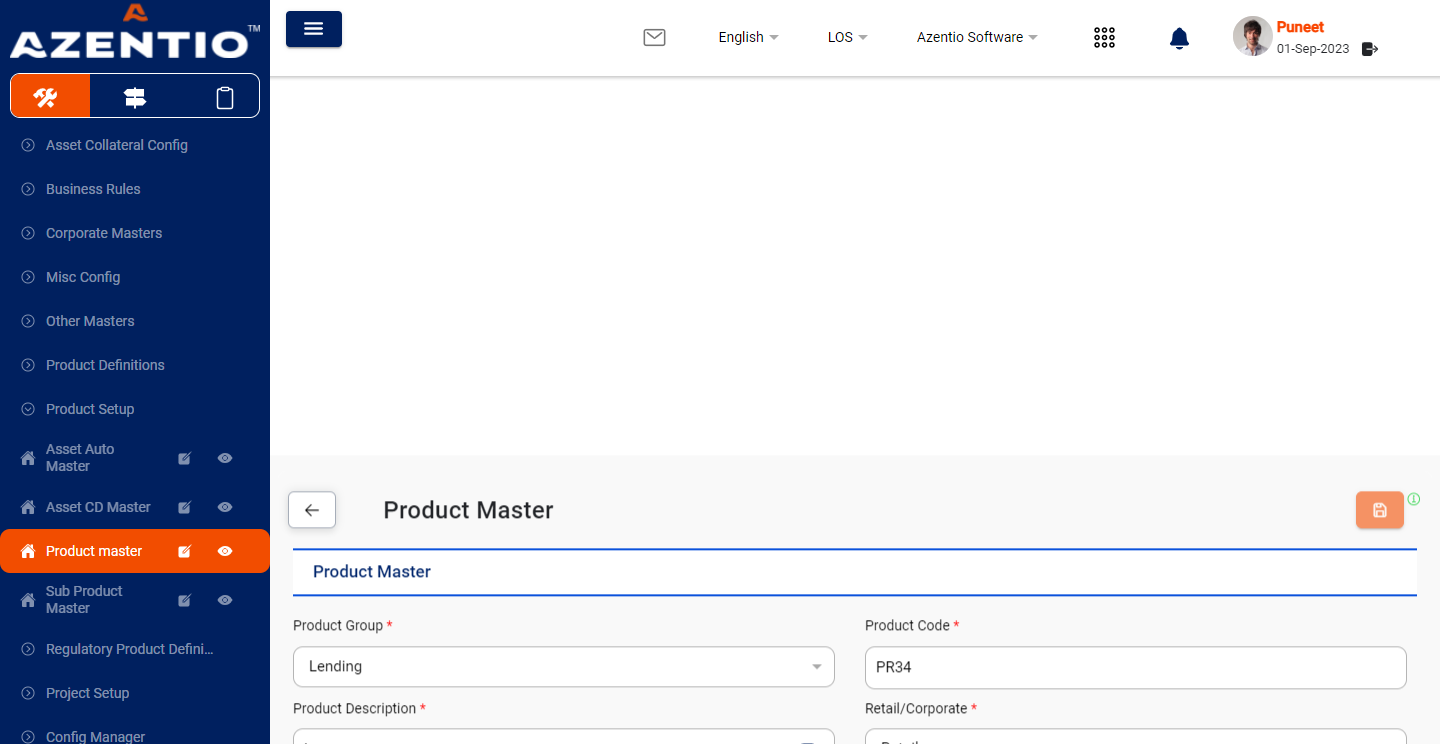 AZENTIO™
English
LOS
Azentio Software
Puneet
01-Sep-2023
Asset Collateral Config
Business Rules
Corporate Masters
Misc Config
Other Masters
Product Definitions
Product Setup
Asset Auto
Master
Asset CD Master
Product master
Sub Product
Master
Regulatory Product Defini...
Project Setup
Config Manager
Product Master
Product Master
Product Group *
Product Code *
Lending
PR34
Product Description *
Retail/Corporate *